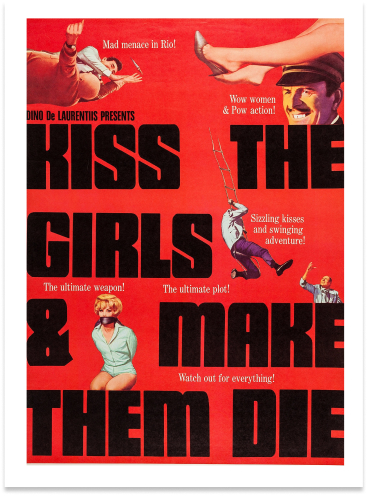 Mad menace in Rio!
Wow women
& Pow action!
DINO De LAURENTIIS PRESENTS
KISS THE
GIRLS
Sizzling kisses
and swinging
adventure!
The ultimate weapon!
The ultimate plot!
& MAKE
Watch out for everything!
THEM DIE